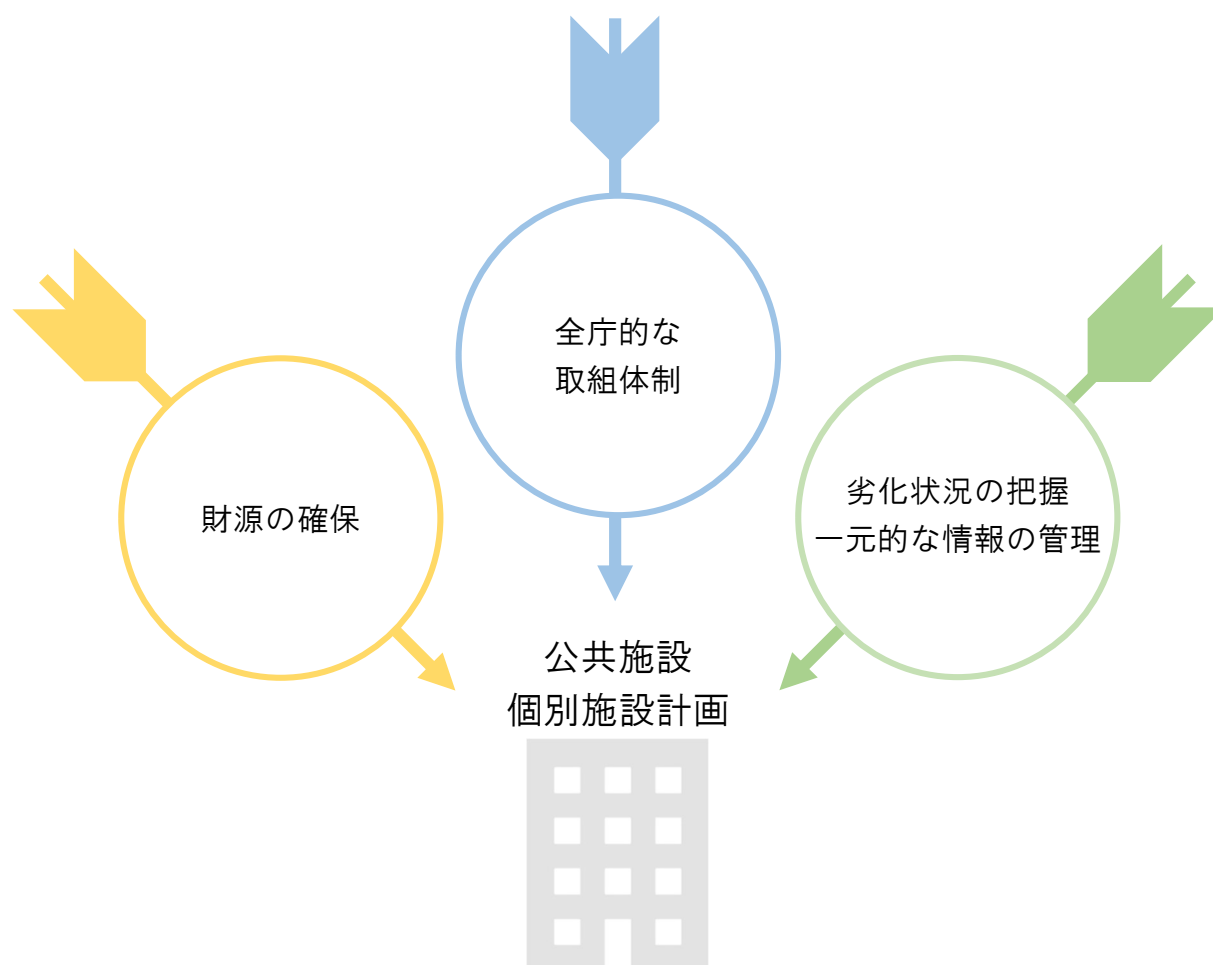 全庁的な
取組体制
財源の確保
劣化状況の把握
一元的な情報の管理
公共施設
個別施設計画